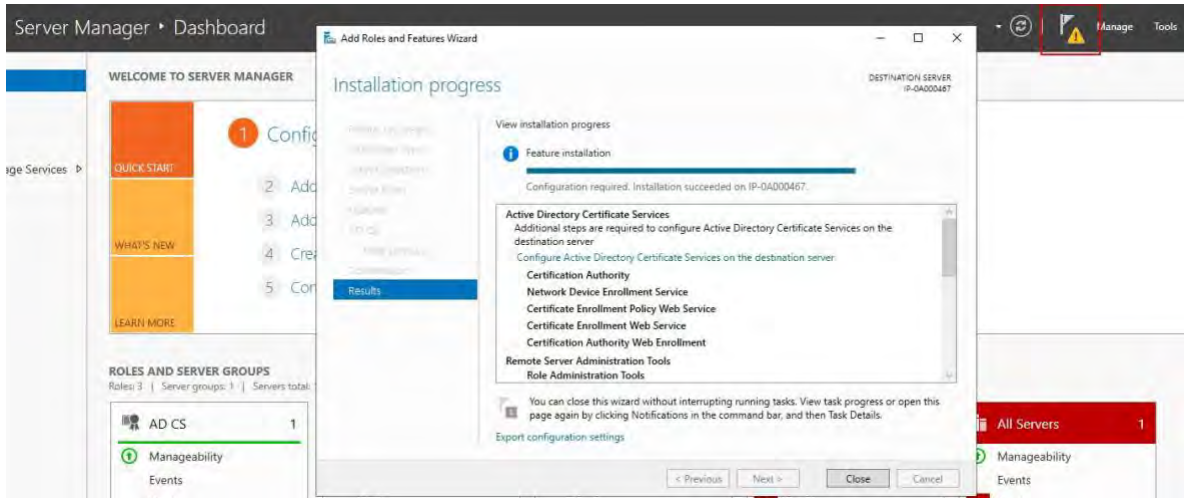 Server Manager • Dashboard
Manage Tools
WELCOME TO SERVER MANAGER
QUICK START
WHAT'S NEW
LEARN MORE
1
2 Add
3 Add
4
5
ROLES AND SERVER GROUPS
Roles: 3 | Server groups: 1 | Servers total:
AD CS 1
Manageability
Events
Add Roles and Features Wizard
Installation progress
DESTINATION SERVER
IP-0A000467
Results
View installation progress
Feature installation
Configuration required. Installation succeeded on IP-0A000467.
Active Directory Certificate Services
Additional steps are required to configure Active Directory Certificate Services on the
destination server
Configure Active Directory Certificate Services on the destination server
Certification Authority
Network Device Enrollment Service
Certificate Enrollment Policy Web Service
Certificate Enrollment Web Service
Certification Authority Web Enrollment
Remote Server Administration Tools
Role Administration Tools
You can close this wizard without interrupting running tasks. View task progress or open this
page again by clicking Notifications in the command bar, and then Task Details.
Export configuration settings
< Previous Next > Close Cancel
All Servers 1
Manageability
Events